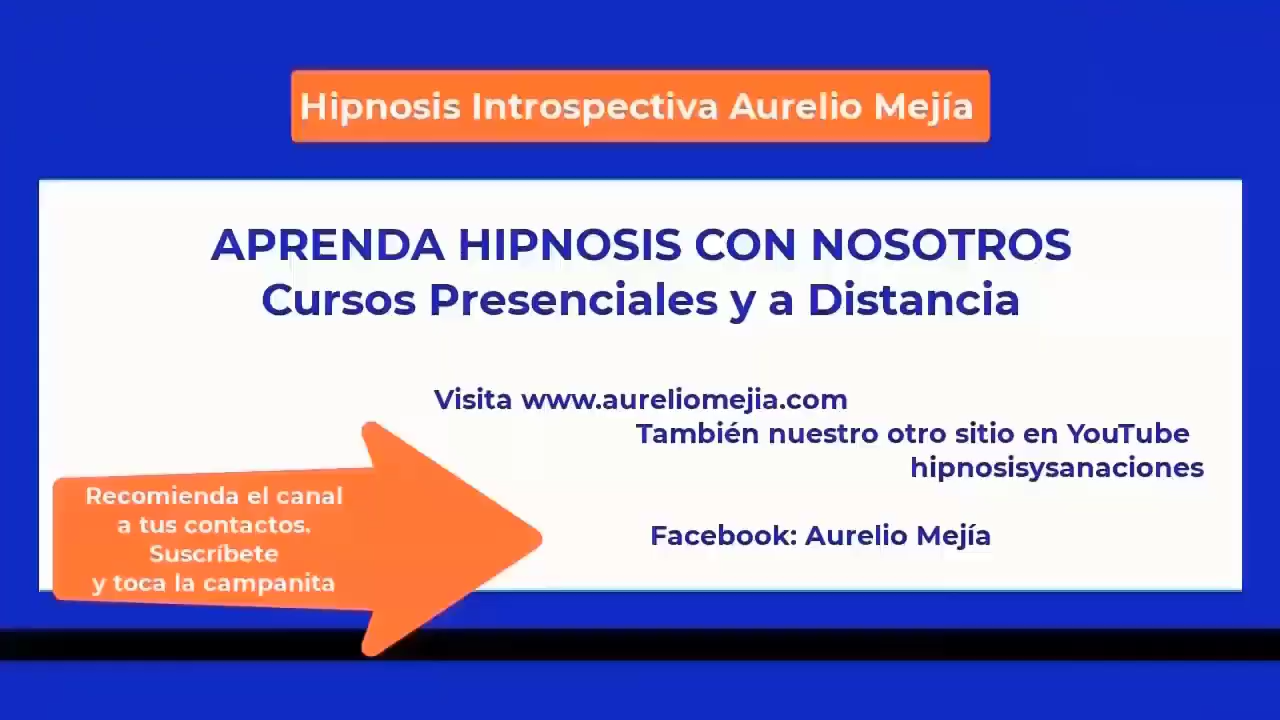 Hipnosis Introspectiva Aurelio Mejía
APRENDA HIPNOSIS CON NOSOTROS
Cursos Presenciales y a Distancia
Visita www.aureliomejia.com
También nuestro otro sitio en YouTube
hipnosisysanaciones
Facebook: Aurelio Mejía
Recomienda el canal
a tus contactos.
Suscríbete
y toca la campanita